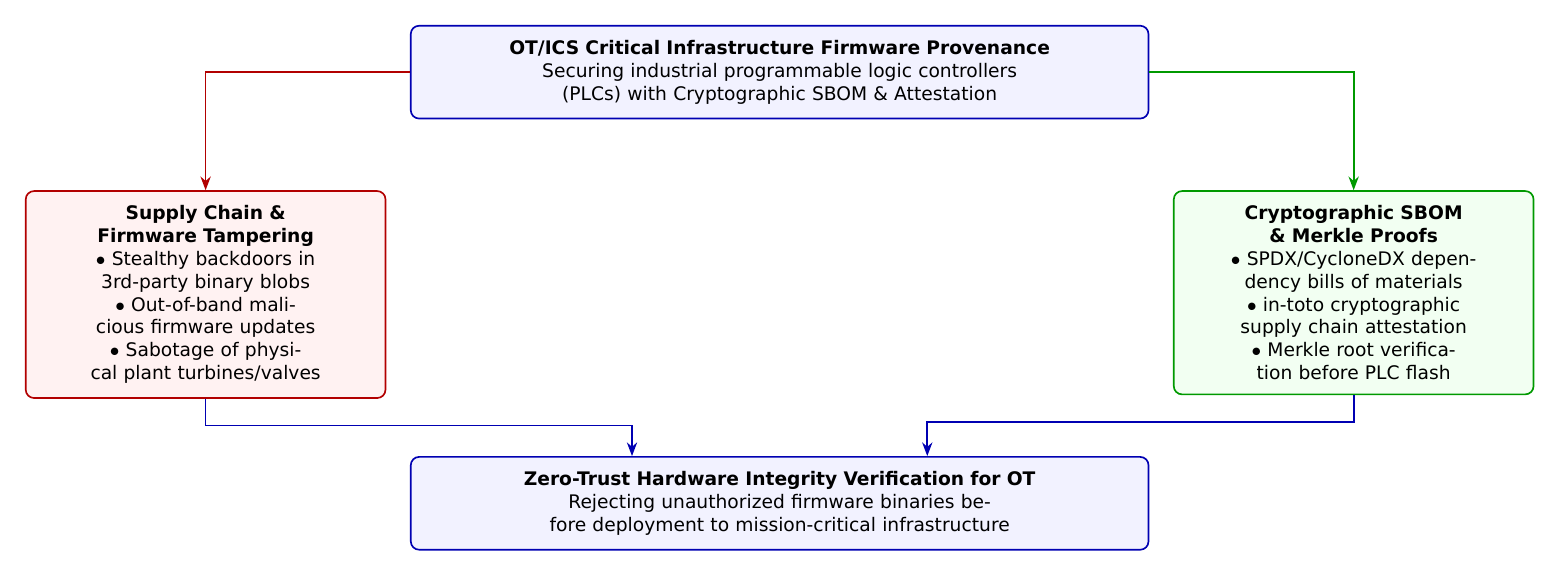 OT/ICS Critical Infrastructure Firmware Provenance
Securing industrial programmable logic controllers
(PLCs) with Cryptographic SBOM & Attestation
Supply Chain &
Firmware Tampering
• Stealthy backdoors in
3rd-party binary blobs
• Out-of-band mali-
cious firmware updates
• Sabotage of physi-
cal plant turbines/valves
Cryptographic SBOM
& Merkle Proofs
• SPDX/CycloneDX depen-
dency bills of materials
• in-toto cryptographic
supply chain attestation
• Merkle root verifica-
tion before PLC flash
Zero-Trust Hardware Integrity Verification for OT
Rejecting unauthorized firmware binaries be-
fore deployment to mission-critical infrastructure